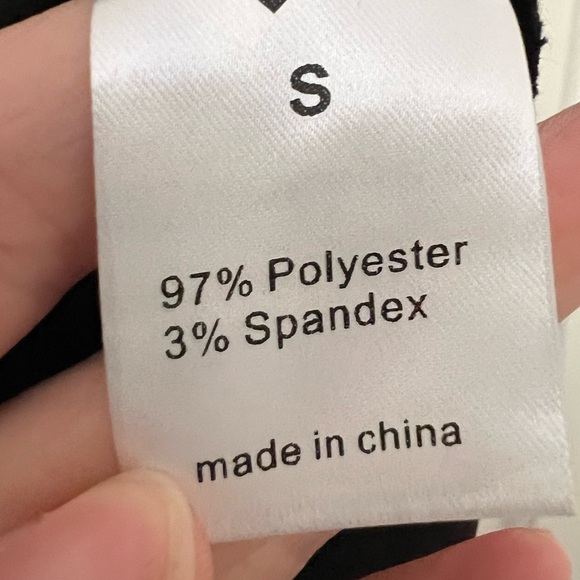 S
97% Polyester
3% Spandex
made in china